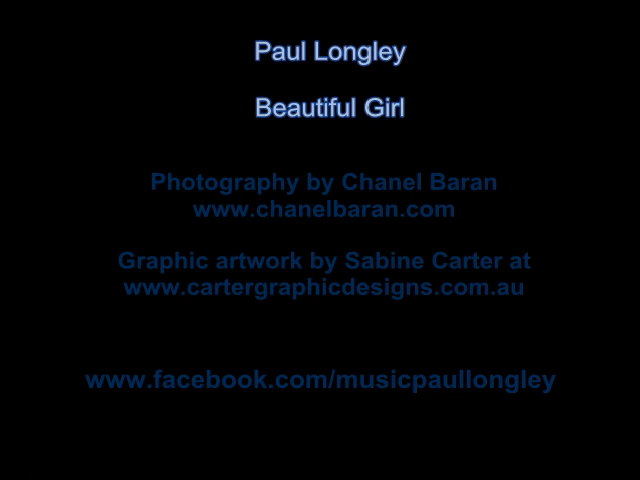 Paul Longley
Beautiful Girl
Photography by Chanel Baran
www.chanelbaran.com
Graphic artwork by Sabine Carter at
www.cartergraphicdesigns.com.au
www.facebook.com/musicpaullongley